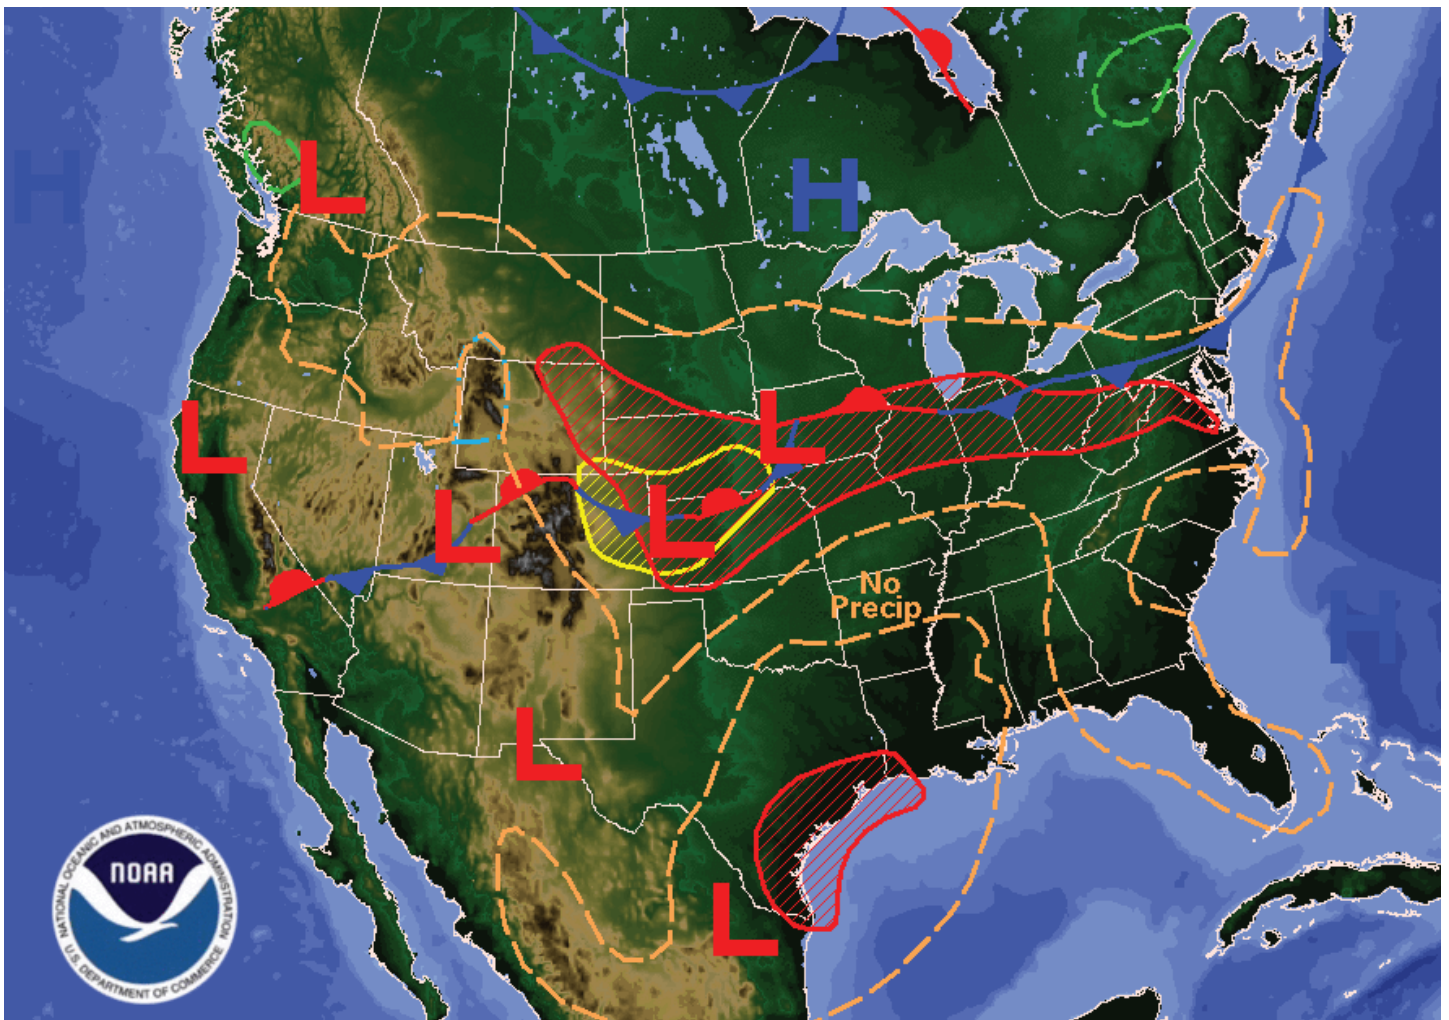 H
L
H
L
L
L
L
No
Precip
H
L
L
NATIONAL OCEANIC AND ATMOSPHERIC ADMINISTRATION
NOAA
U.S. DEPARTMENT OF COMMERCE